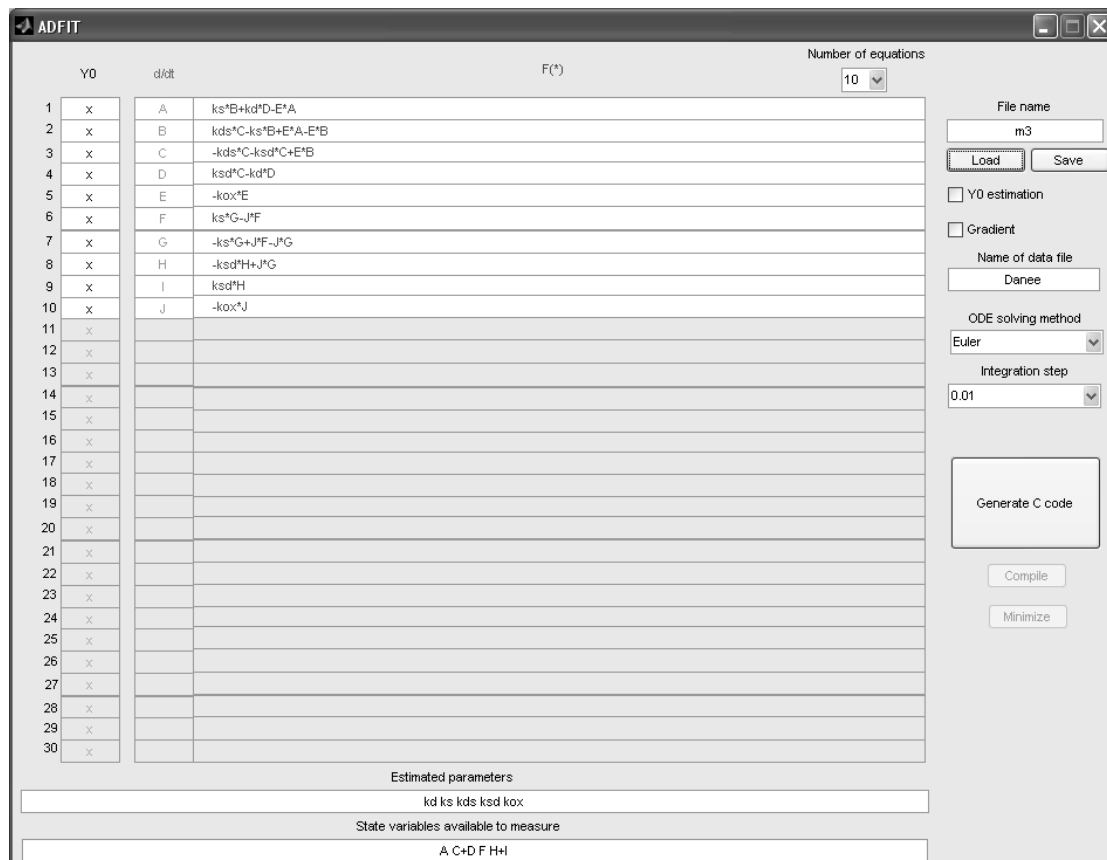 ADFIT
Number of equations
Y0 d/dt F(*)
10
1 x A ks*B+kd*D-E*A
2 x B kds*C-ks*B+E*A-E*B
3 x C -kds*C-ksd*C+E*B
4 x D ksd*C-kd*D
5 x E -kox*E
6 x F ks*G-J*F
7 x G -ks*G+J*F-J*G
8 x H -ksd*H+J*G
9 x I ksd*H
10 x J -kox*J
11 x
12 x
13 x
14 x
15 x
16 x
17 x
18 x
19 x
20 x
21 x
22 x
23 x
24 x
25 x
26 x
27 x
28 x
29 x
30 x
File name
m3
Load Save
Y0 estimation
Gradient
Name of data file
Danee
ODE solving method
Euler
Integration step
0.01
Generate C code
Compile
Minimize
Estimated parameters
kd ks kds ksd kox
State variables available to measure
A C+D F H+I